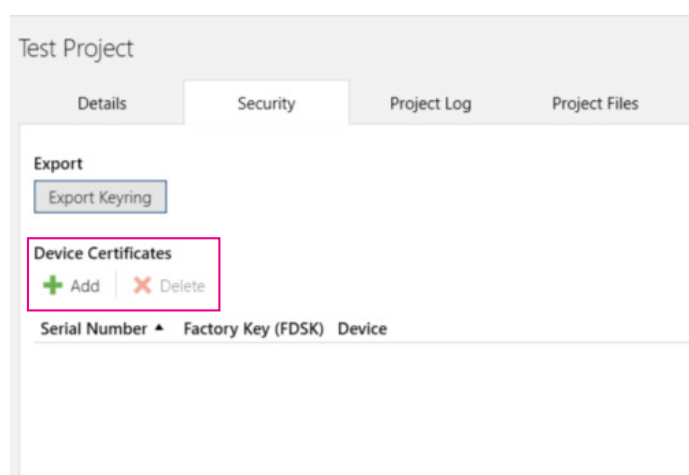 Test Project
Details Security Project Log Project Files
Export
Export Keyring
Device Certificates
Add Delete
Serial Number Factory Key (FDSK) Device